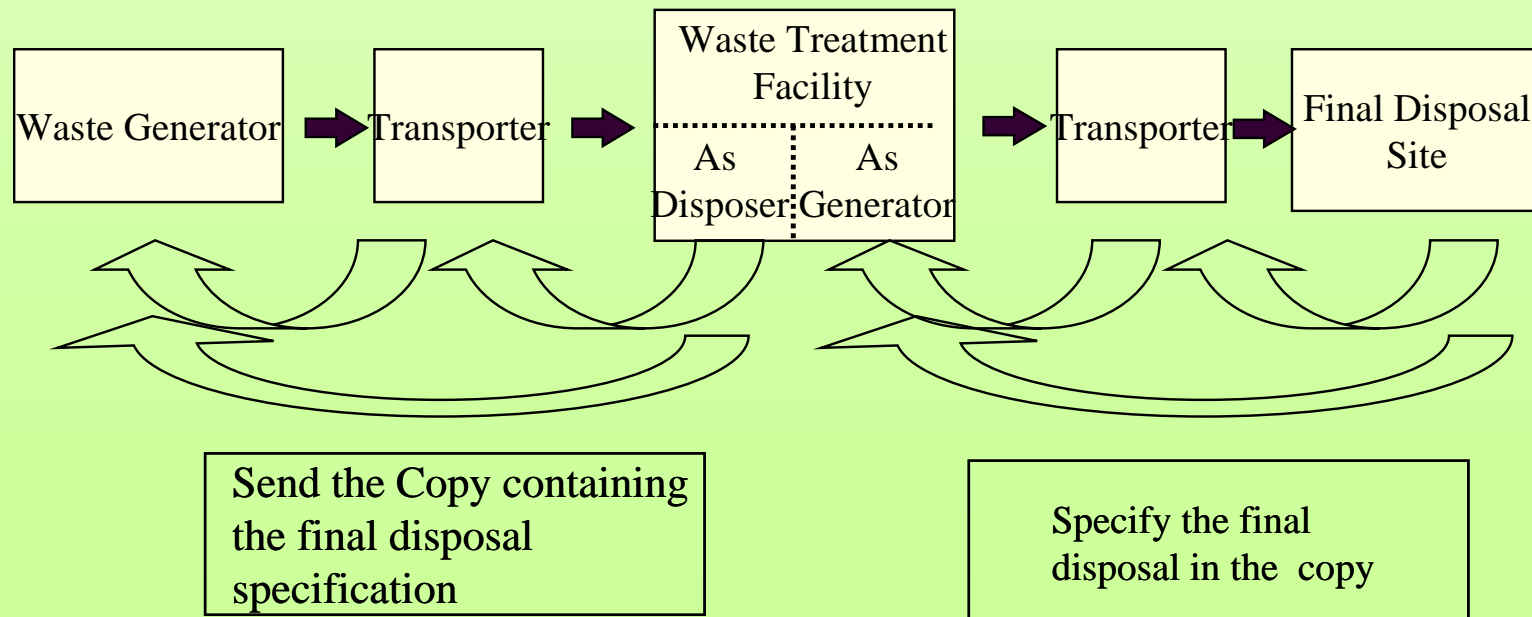 Waste Generator
Transporter
Waste Treatment
Facility
As
Disposer
As
Generator
Transporter
Final Disposal
Site
Send the Copy containing
the final disposal
specification
Specify the final
disposal in the copy